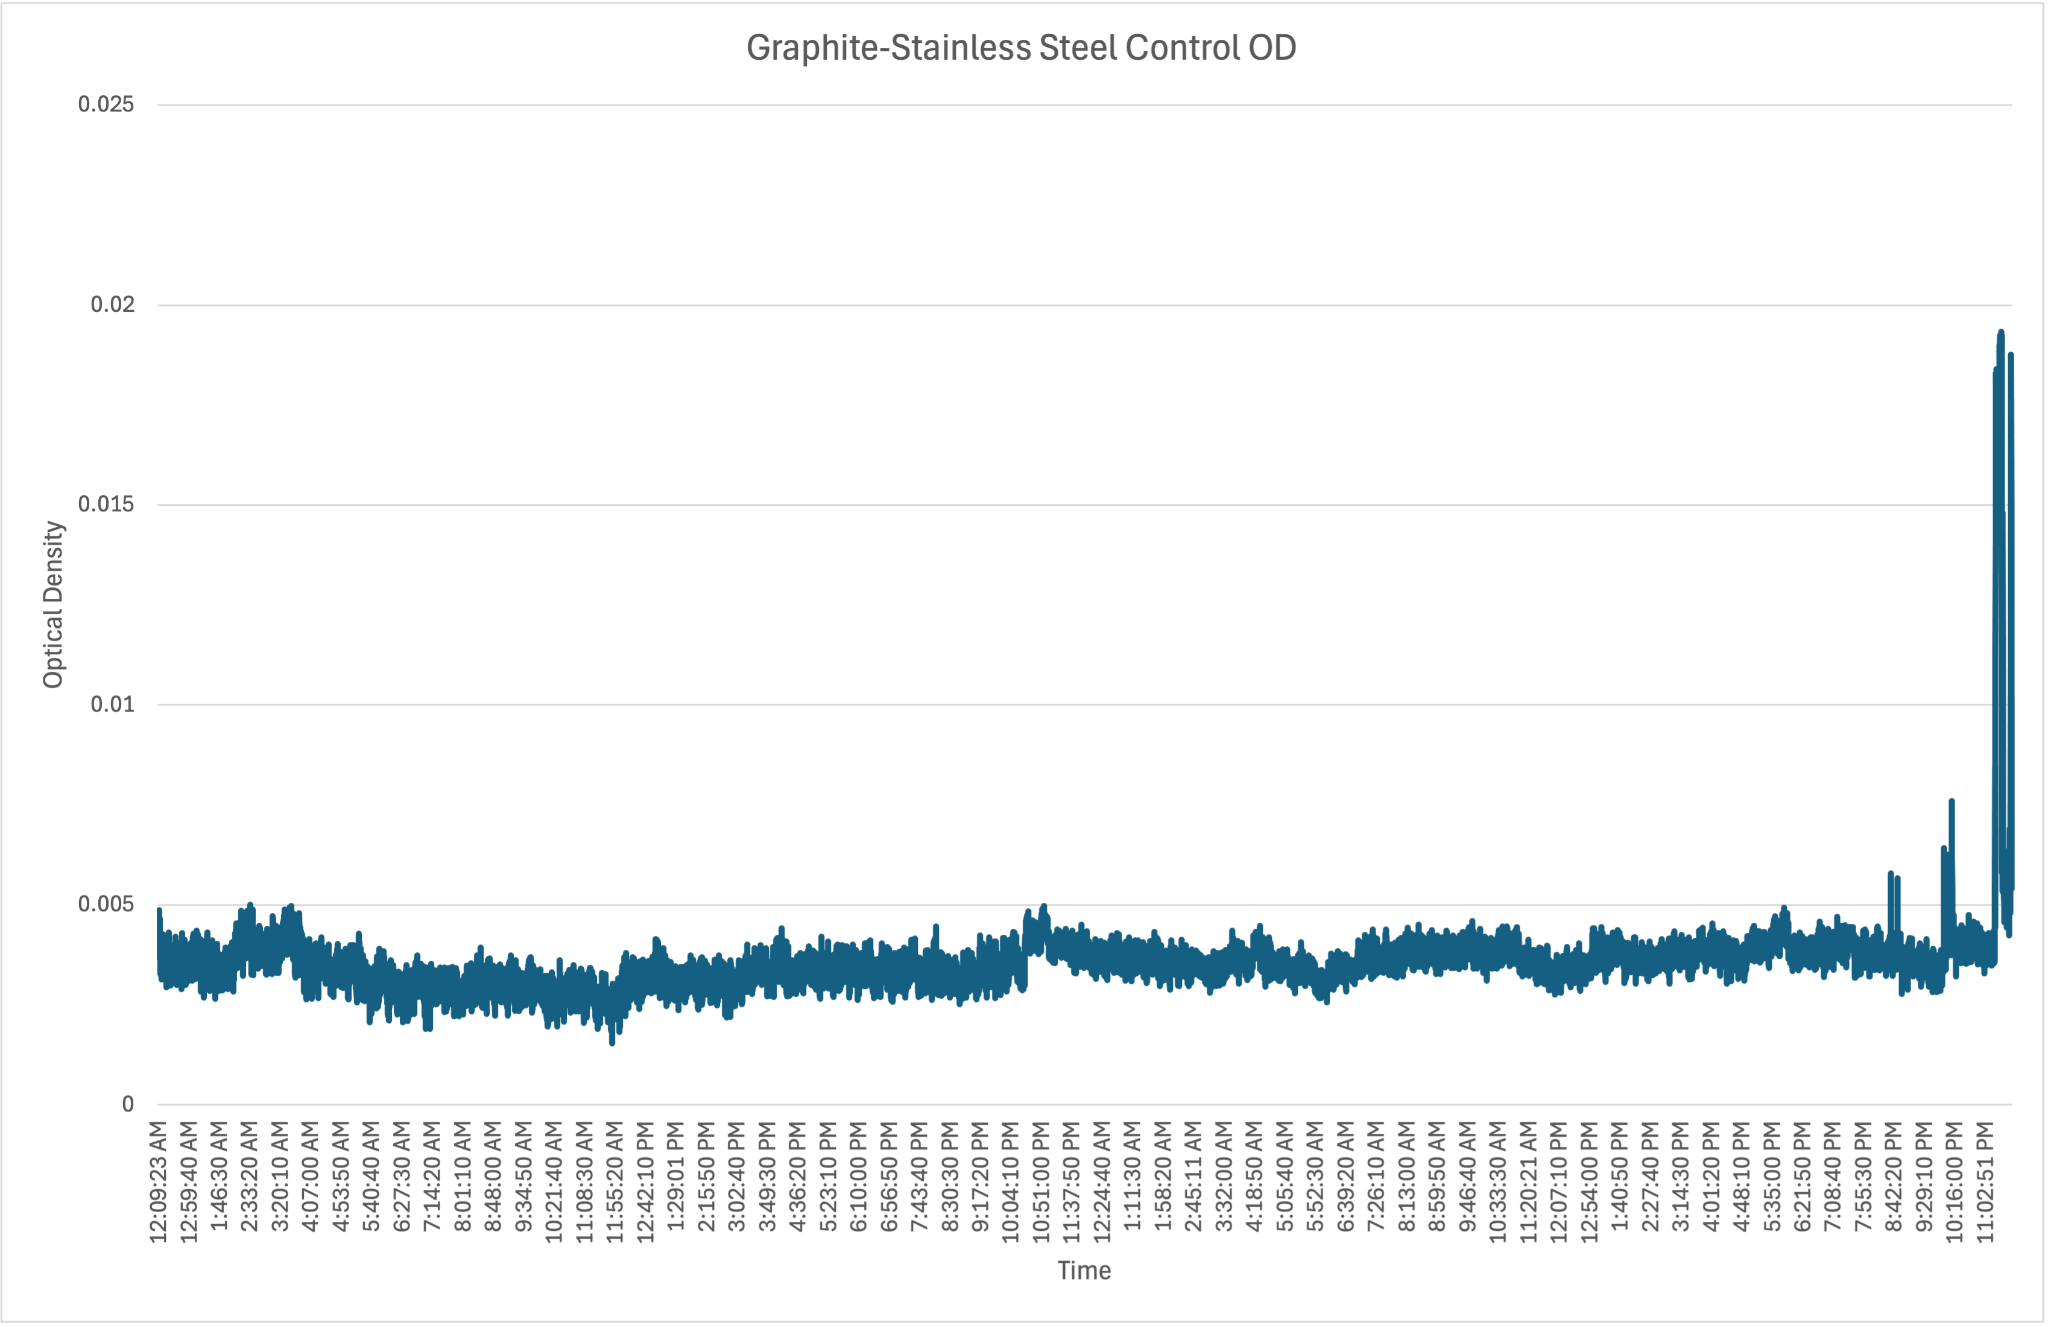 Graphite-Stainless Steel Control OD
0.025
0.02
0.015
0.01
0.005
0
Optical Density
12:09:23 AM
12:59:40 AM
1:46:30 AM
2:33:20 AM
3:20:10 AM
4:07:00 AM
4:53:50 AM
5:40:40 AM
6:27:30 AM
7:14:20 AM
8:01:10 AM
8:48:00 AM
9:34:50 AM
10:21:40 AM
11:08:30 AM
11:55:20 AM
12:42:10 PM
1:29:01 PM
2:15:50 PM
3:02:40 PM
3:49:30 PM
4:36:20 PM
5:23:10 PM
6:10:00 PM
6:56:50 PM
7:43:40 PM
8:30:30 PM
9:17:20 PM
10:04:10 PM
10:51:00 PM
11:37:50 PM
12:24:40 AM
1:11:30 AM
1:58:20 AM
2:45:11 AM
3:32:00 AM
4:18:50 AM
5:05:40 AM
5:52:30 AM
6:39:20 AM
7:26:10 AM
8:13:00 AM
8:59:50 AM
9:46:40 AM
10:33:30 AM
11:20:21 AM
12:07:10 PM
12:54:00 PM
1:40:50 PM
2:27:40 PM
3:14:30 PM
4:01:20 PM
4:48:10 PM
5:35:00 PM
6:21:50 PM
7:08:40 PM
7:55:30 PM
8:42:20 PM
9:29:10 PM
10:16:00 PM
11:02:51 PM
Time